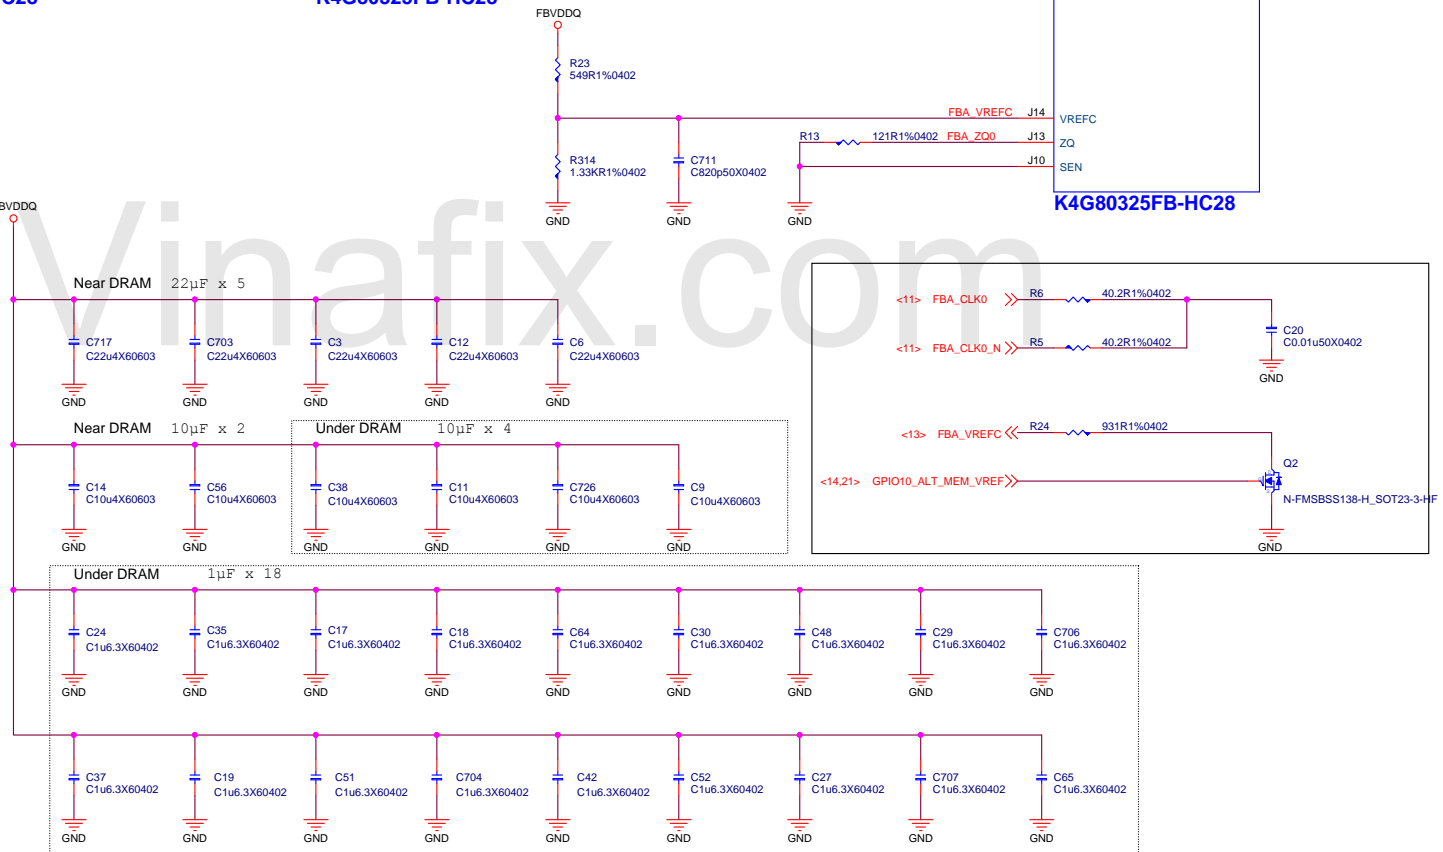 K4G80325FB-HC28
FBVDDQ
R23
549R1%0402
FBA_VREFC
J14
VREFC
R13
121R1%0402
FBA_ZQ0
J13
ZQ
R314
1.33KR1%0402
C711
C820p50X0402
J10
SEN
GND
GND
GND
K4G80325FB-HC28
BVDDQ
Vinafix.com
Near DRAM 22µF x 5
C717
C22u4X60603
C703
C22u4X60603
C3
C22u4X60603
C12
C22u4X60603
C6
C22u4X60603
GND
GND
GND
GND
GND
<11> FBA_CLK0
R6
40.2R1%0402
<11> FBA_CLK0_N
R5
40.2R1%0402
C20
C0.01u50X0402
GND
<13> FBA_VREFC
R24
931R1%0402
<14,21> GPIO10_ALT_MEM_VREF
Q2
N-FMSBSS138-H_SOT23-3-HF
GND
Near DRAM 10µF x 2
Under DRAM 10µF x 4
C14
C10u4X60603
C56
C10u4X60603
C38
C10u4X60603
C11
C10u4X60603
C726
C10u4X60603
C9
C10u4X60603
GND
GND
GND
GND
GND
GND
Under DRAM 1µF x 18
C24
C1u6.3X60402
C35
C1u6.3X60402
C17
C1u6.3X60402
C18
C1u6.3X60402
C64
C1u6.3X60402
C30
C1u6.3X60402
C48
C1u6.3X60402
C29
C1u6.3X60402
C706
C1u6.3X60402
GND
GND
GND
GND
GND
GND
GND
GND
GND
C37
C1u6.3X60402
C19
C1u6.3X60402
C51
C1u6.3X60402
C704
C1u6.3X60402
C42
C1u6.3X60402
C52
C1u6.3X60402
C27
C1u6.3X60402
C707
C1u6.3X60402
C65
C1u6.3X60402
GND
GND
GND
GND
GND
GND
GND
GND
GND